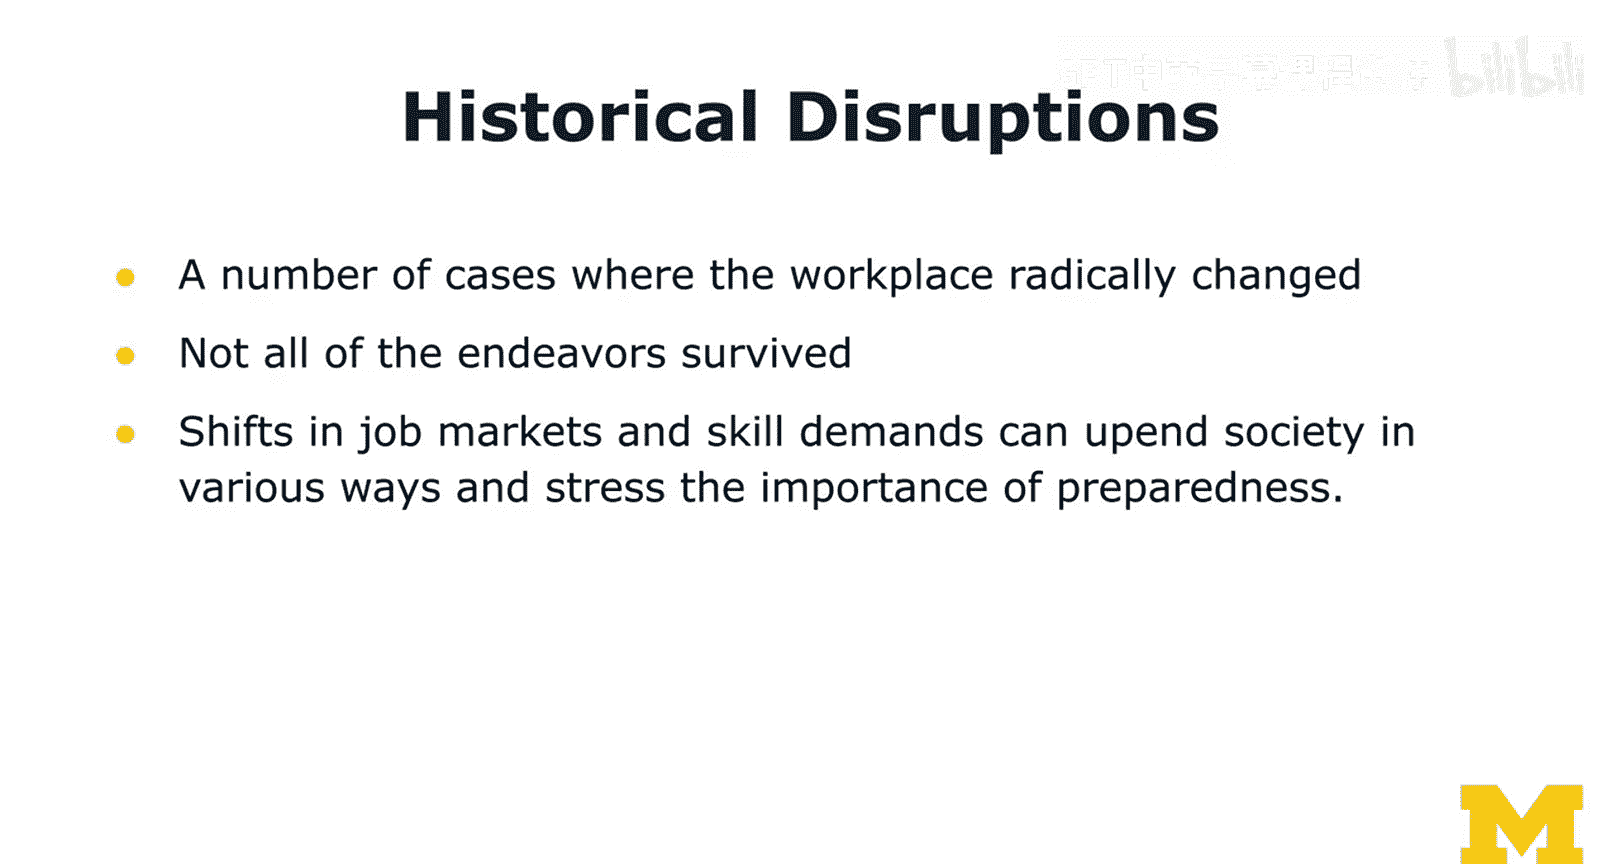 bilibili
Historical Disruptions
A number of cases where the workplace radically changed
Not all of the endeavors survived
Shifts in job markets and skill demands can upend society in
various ways and stress the importance of preparedness.
M